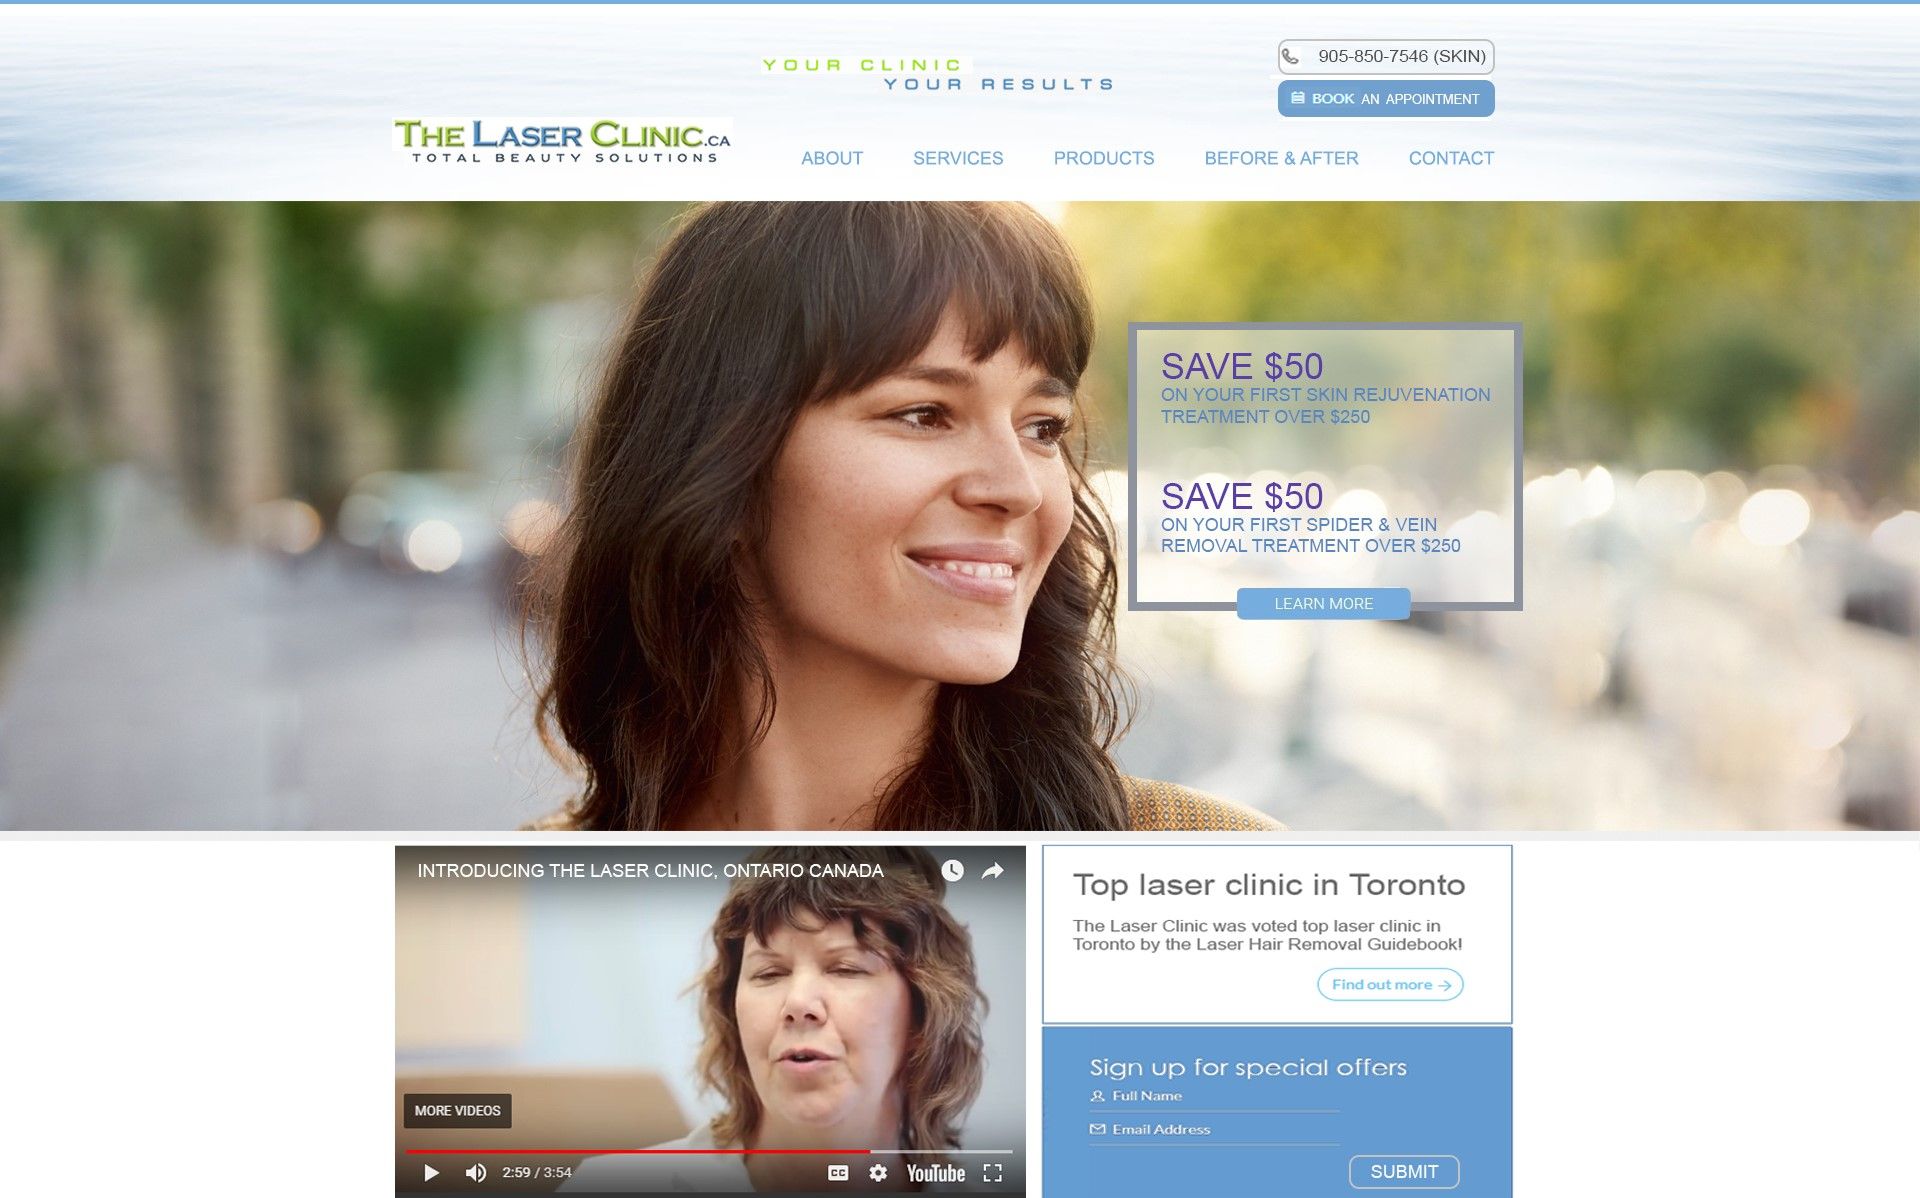 YOUR CLINIC
YOUR RESULTS
905-850-7546 (SKIN)
BOOK AN APPOINTMENT
THE LASER CLINIC.CA
TOTAL BEAUTY SOLUTIONS
ABOUT SERVICES PRODUCTS BEFORE & AFTER CONTACT
SAVE $50
ON YOUR FIRST SKIN REJUVENATION
TREATMENT OVER $250
SAVE $50
ON YOUR FIRST SPIDER & VEIN
REMOVAL TREATMENT OVER $250
LEARN MORE
INTRODUCING THE LASER CLINIC, ONTARIO CANADA
MORE VIDEOS
2:59 / 3:54
CC
YouTube
Top laser clinic in Toronto
The Laser Clinic was voted top laser clinic in
Toronto by the Laser Hair Removal Guidebook!
Find out more →
Sign up for special offers
Full Name
Email Address
SUBMIT